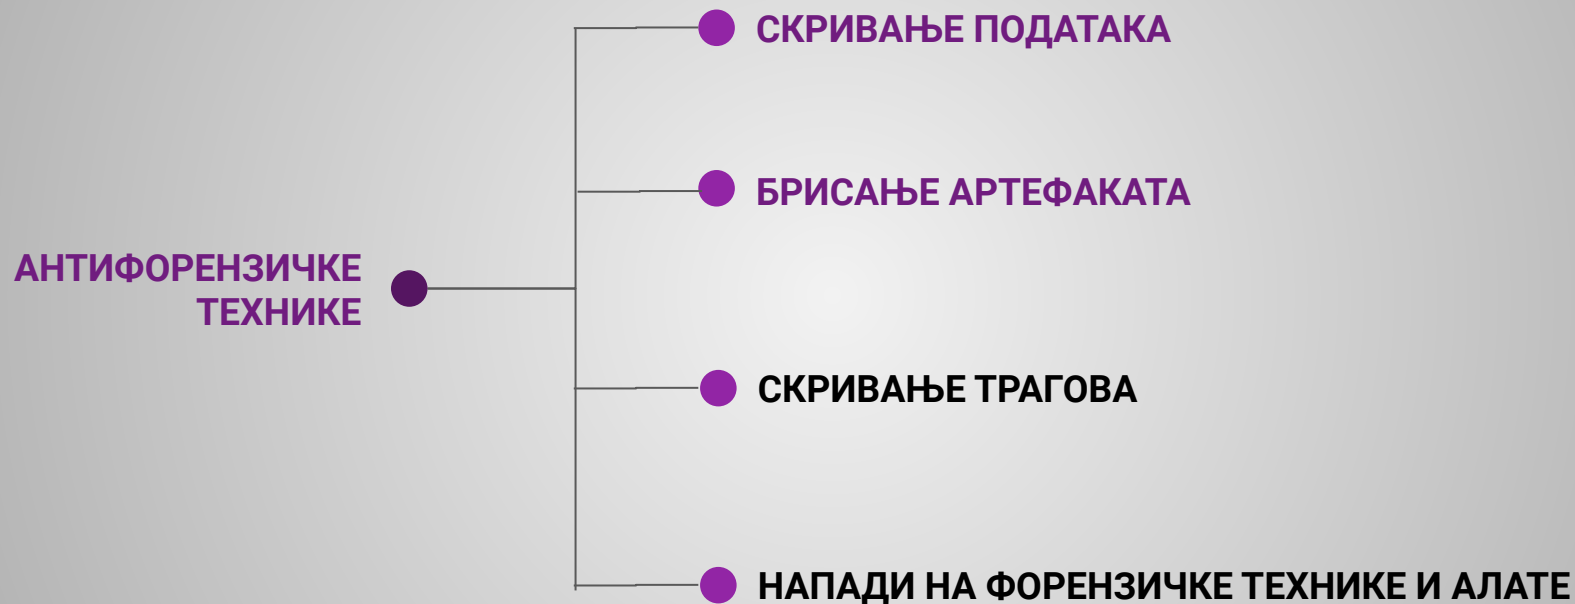 СКРИВАЊЕ ПОДАТАКА
БРИСАЊЕ АРТЕФАКАТА
АНТИФОРЕНЗИЧКЕ
ТЕХНИКЕ
СКРИВАЊЕ ТРАГОВА
НАПАДИ НА ФОРЕНЗИЧКЕ ТЕХНИКЕ И АЛАТЕ